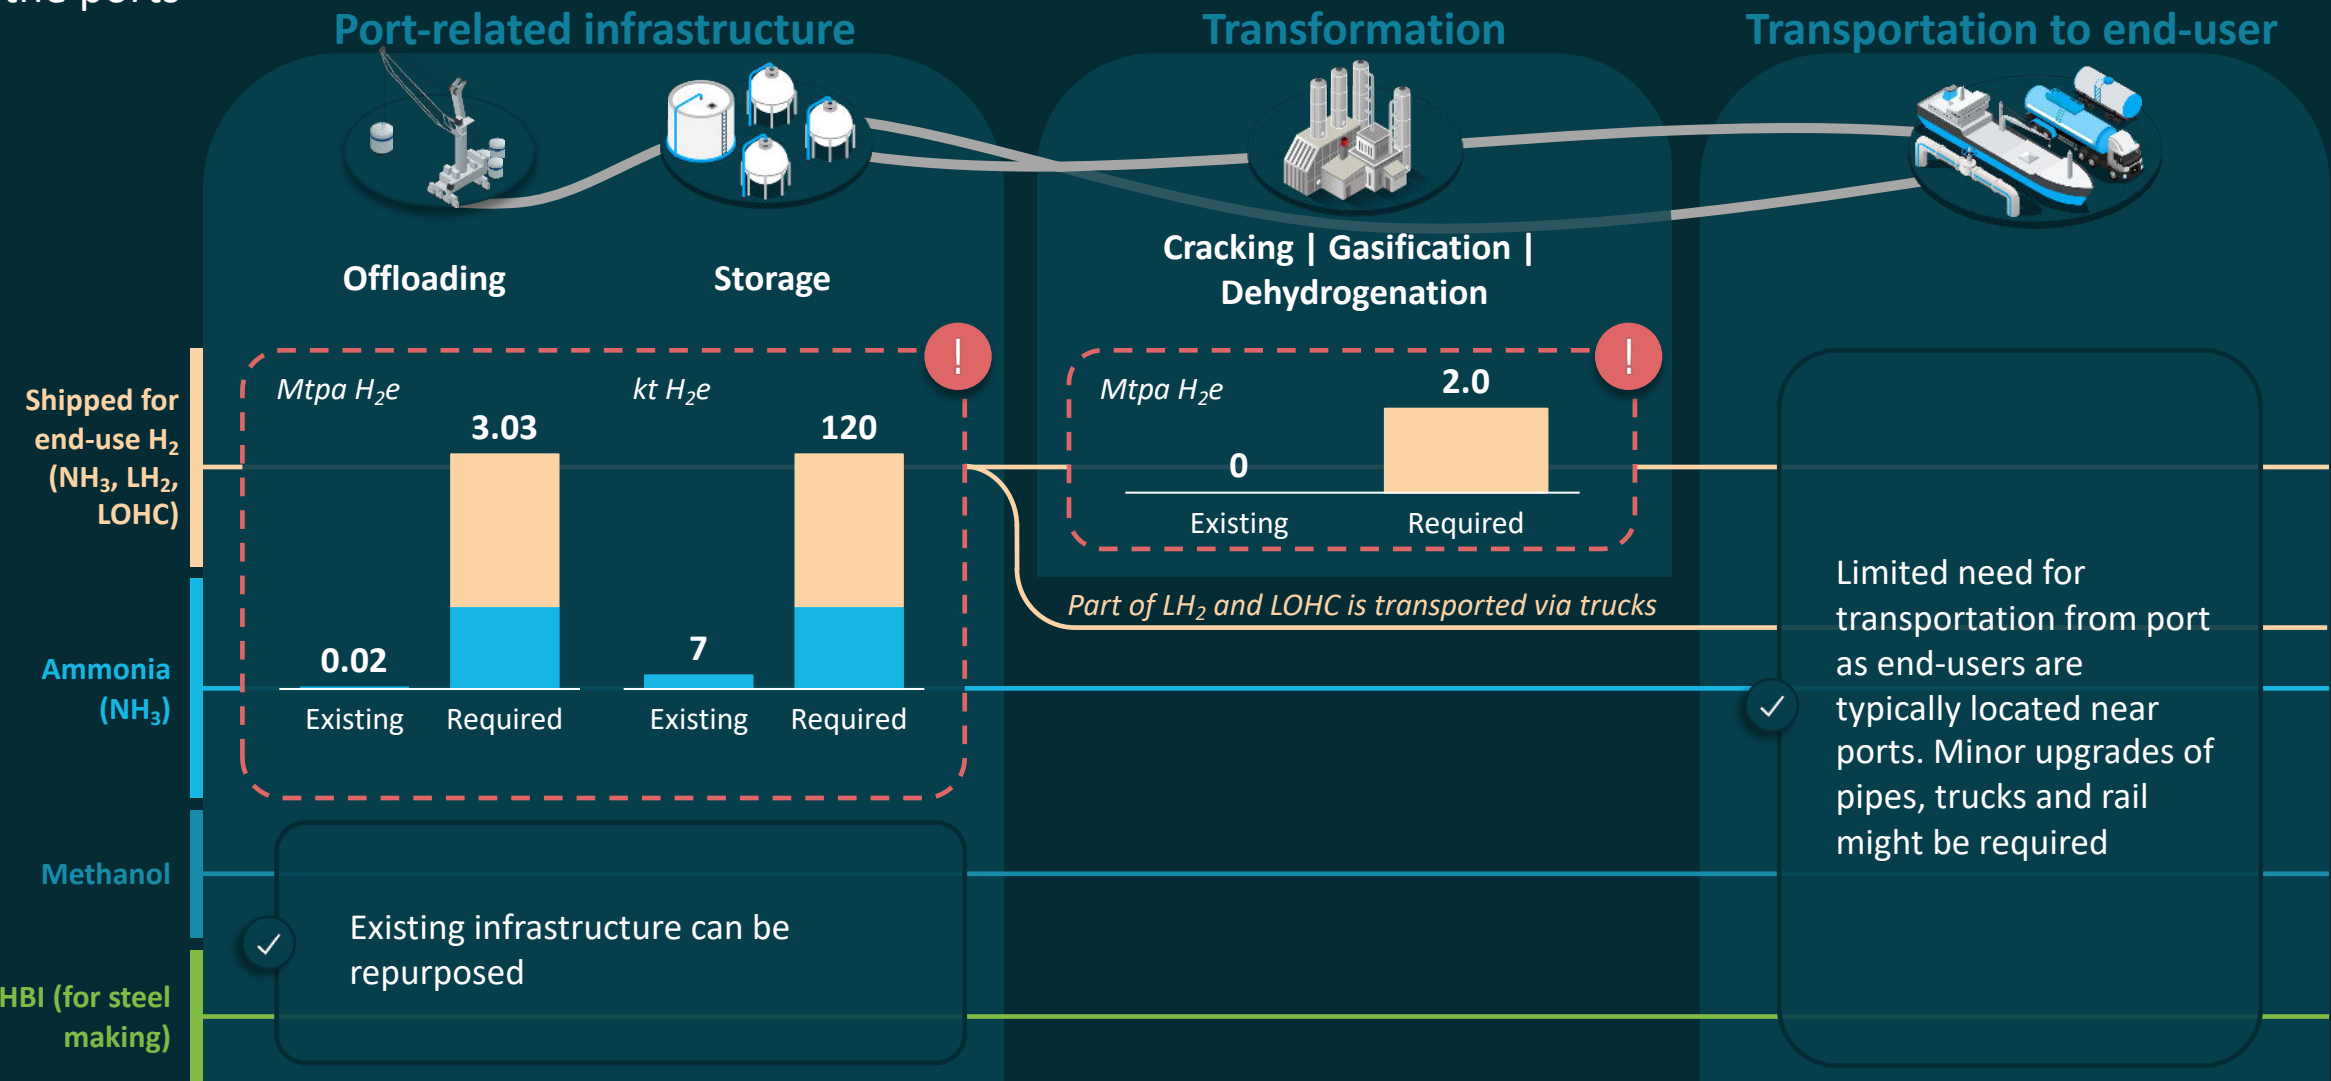 the ports
Port-related infrastructure
Transformation
Transportation to end-user
Offloading
Storage
Cracking | Gasification |
Dehydrogenation
Shipped for
end-use H₂
(NH₃, LH₂,
LOHC)
Mtpa H₂e
3.03
0.02
Existing
Required
kt H₂e
120
7
Existing
Required
!
Mtpa H₂e
2.0
0
Existing
Required
!
Part of LH₂ and LOHC is transported via trucks
Ammonia
(NH₃)
Limited need for
transportation from port
as end-users are
typically located near
ports. Minor upgrades of
pipes, trucks and rail
might be required
Methanol
Existing infrastructure can be
repurposed
HBI (for steel
making)